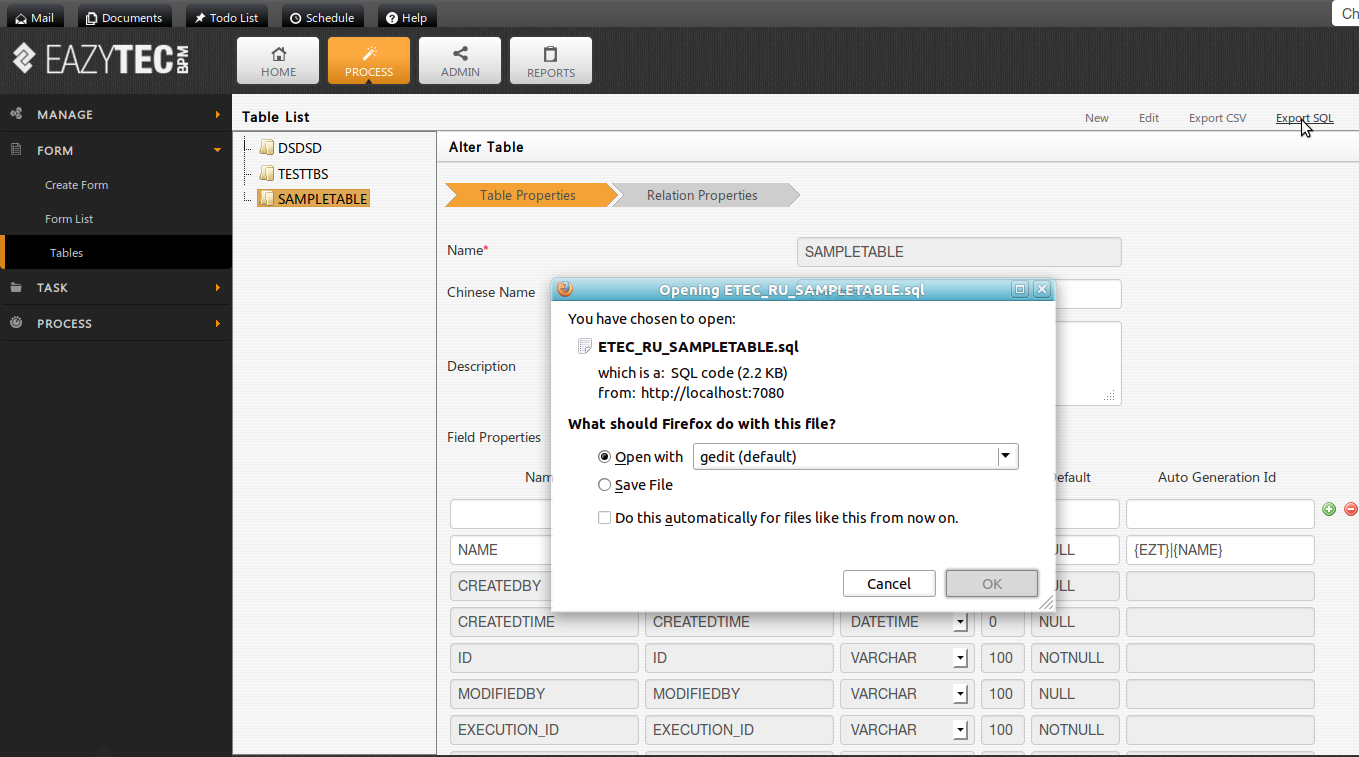 Mail Documents Todo List Schedule Help
Ch
EAZYTEC BPM
HOME PROCESS ADMIN REPORTS
MANAGE
FORM
Create Form
Form List
Tables
TASK
PROCESS
Table List
New Edit Export CSV Export SQL
DSDSD
TESTTBS
SAMPLETABLE
Alter Table
Table Properties Relation Properties
Name* SAMPLETABLE
Chinese Name
Description
Field Properties
Nam efault Auto Generation Id
NAME ULL {EZT}|{NAME}
CREATEDBY ULL
CREATEDTIME CREATEDTIME DATETIME 0 NULL
ID ID VARCHAR 100 NOTNULL
MODIFIEDBY MODIFIEDBY VARCHAR 100 NULL
EXECUTION_ID EXECUTION_ID VARCHAR 100 NOTNULL
Opening ETEC_RU_SAMPLETABLE.sql
You have chosen to open:
ETEC_RU_SAMPLETABLE.sql
which is a: SQL code (2.2 KB)
from: http://localhost:7080
What should Firefox do with this file?
Open with gedit (default)
Save File
Do this automatically for files like this from now on.
Cancel OK